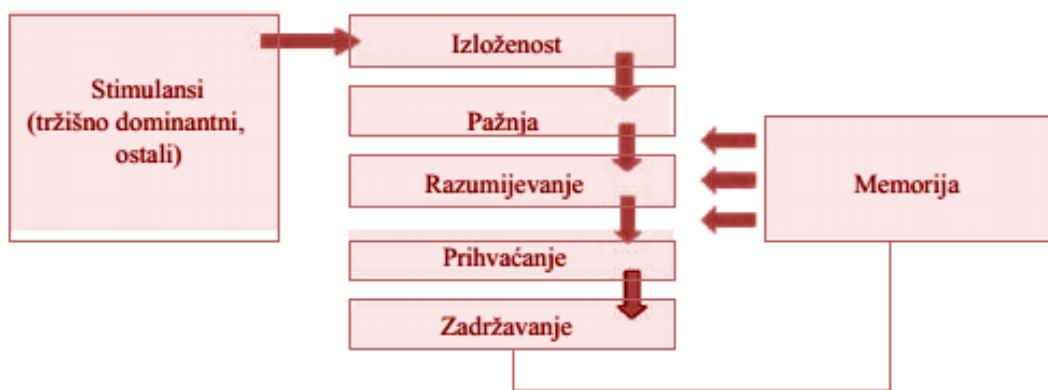 Stimulansi
(tržišno dominantni,
ostali)
Izloženost
Pažnja
Razumijevanje
Prihvaćanje
Zadržavanje
Memorija